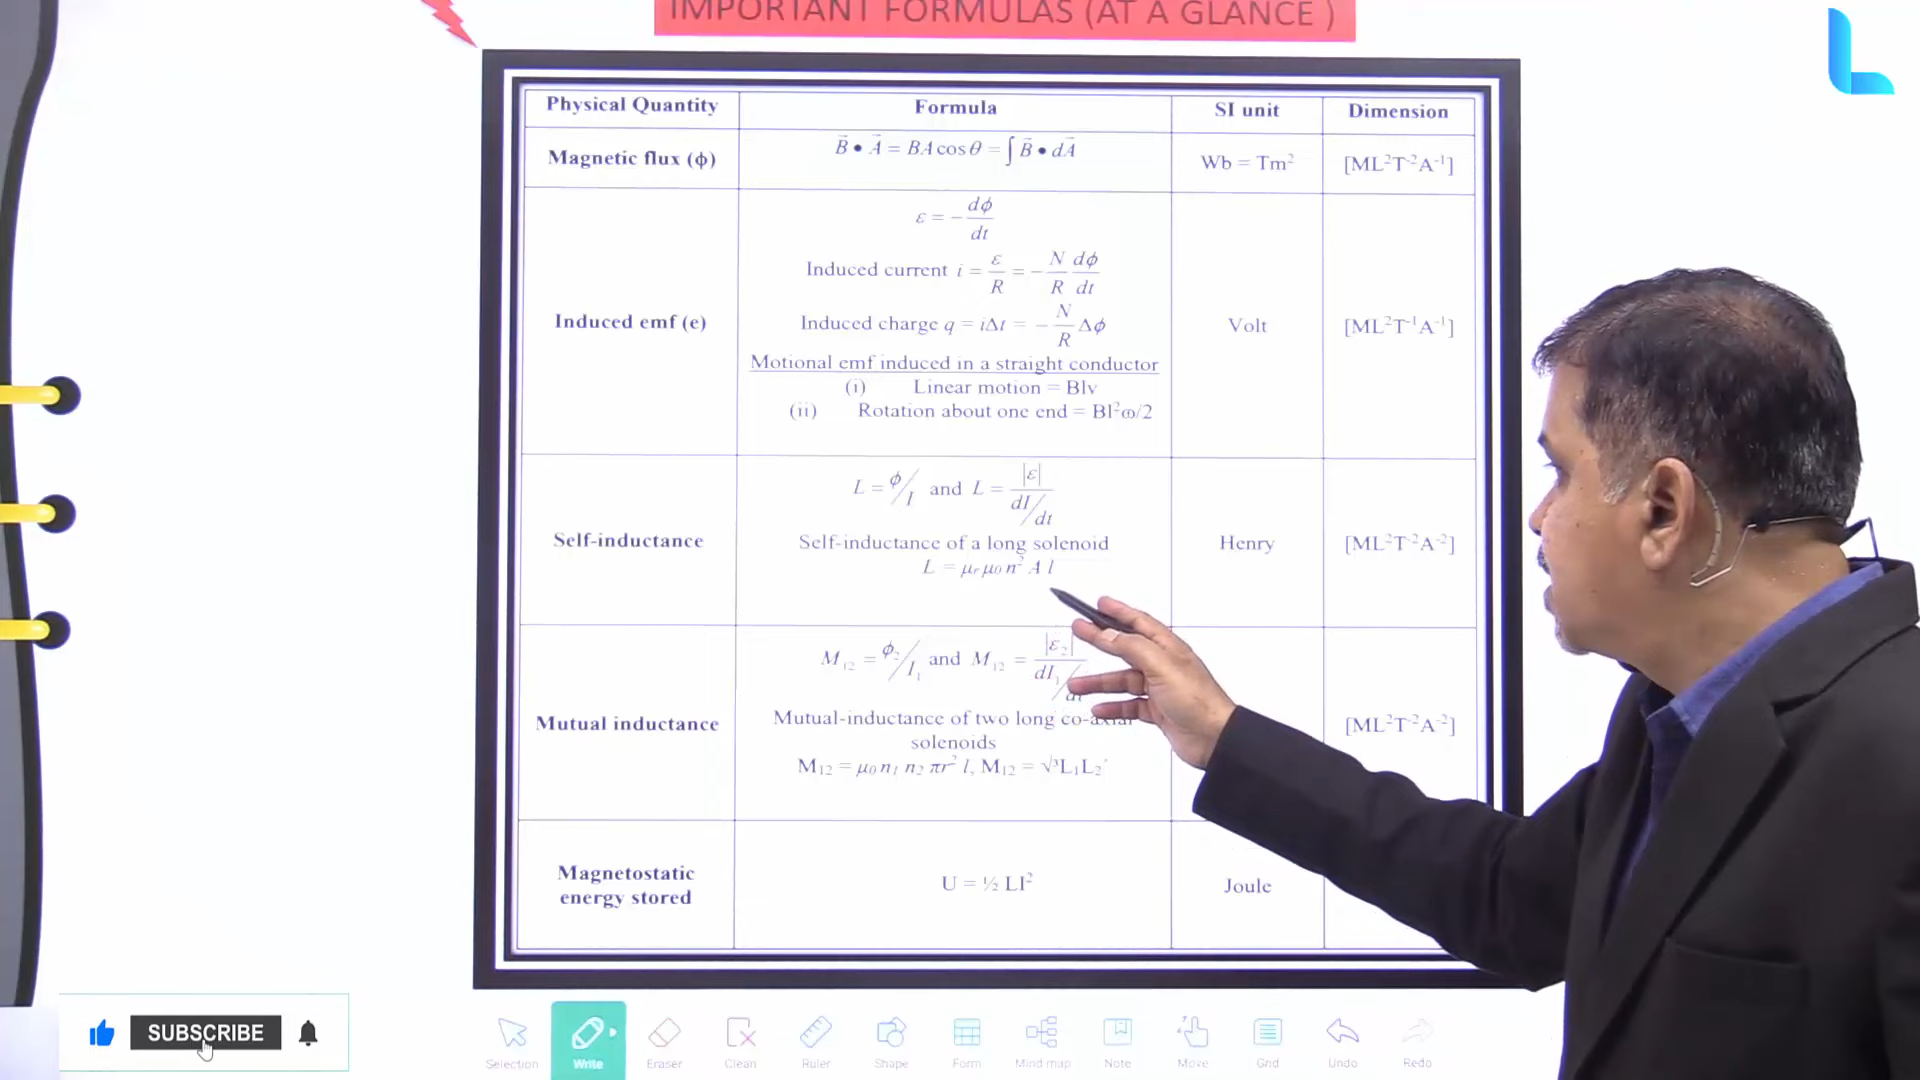 IMPORTANT FORMULAS (AT A GLANCE )
Physical Quantity Formula SI unit Dimension
Magnetic flux (ϕ) B⃗ • A⃗ = BA cos θ = ∫ B⃗ • dA⃗ Wb = Tm² [ML²T⁻²A⁻¹]
ε = − dϕ/dt
Induced current i = ε/R = − N/R dϕ/dt
Induced charge q = iΔt = − N/R Δϕ
Induced emf (e) Volt [ML²T⁻¹A⁻¹]
Motional emf induced in a straight conductor
(i) Linear motion = Blv
(ii) Rotation about one end = Bl²ω/2
L = ϕ/I and L = |ε| / dI/dt
Self-inductance Henry [ML²T⁻²A⁻²]
Self-inductance of a long solenoid
L = μr μ0 n² A l
M₁₂ = ϕ₂/I₁ and M₁₂ = |ε₂| / dI₁/dt
Mutual inductance [ML²T⁻²A⁻²]
Mutual-inductance of two long co-axial
solenoids
M₁₂ = μ0 n₁ n₂ πr² l, M₁₂ = √L₁L₂
Magnetostatic
energy stored U = ½ LI² Joule
SUBSCRIBE
Selection Write Eraser Clean Ruler Shape Form Mind map Note Move Grid Undo Redo